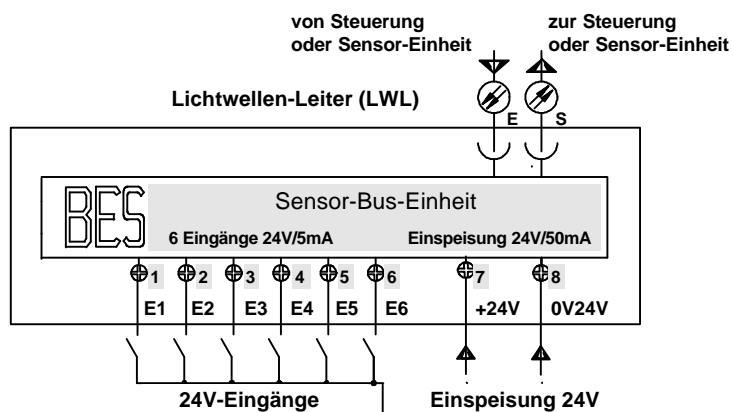 von Steuerung zur Steuerung
oder Sensor-Einheit oder Sensor-Einheit
Lichtwellen-Leiter (LWL)
E S
BES
Sensor-Bus-Einheit
6 Eingänge 24V/5mA Einspeisung 24V/50mA
1 2 3 4 5 6 7 8
E1 E2 E3 E4 E5 E6 +24V 0V24V
24V-Eingänge Einspeisung 24V